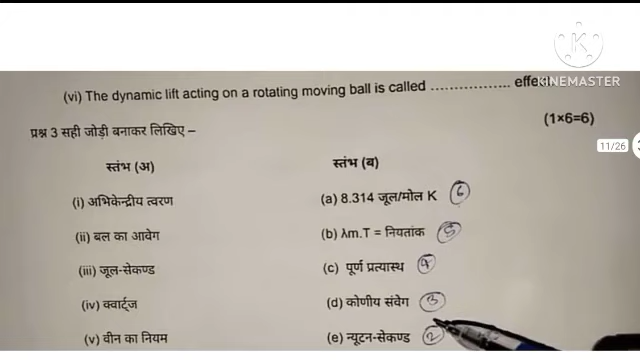 K
KINEMASTER
(vi) The dynamic lift acting on a rotating moving ball is called .................. effect
(1×6=6)
11/26
प्रश्न 3 सही जोड़ी बनाकर लिखिए –
स्तंभ (अ) स्तंभ (ब)
(i) अभिकेन्द्रीय त्वरण (a) 8.314 जूल/मोल K 6
(ii) बल का आवेग (b) λm.T = नियतांक 5
(iii) जूल-सेकण्ड (c) पूर्ण प्रत्यास्थ 4
(iv) क्वार्ट्ज (d) कोणीय संवेग 3
(v) वीन का नियम (e) न्यूटन-सेकण्ड 2